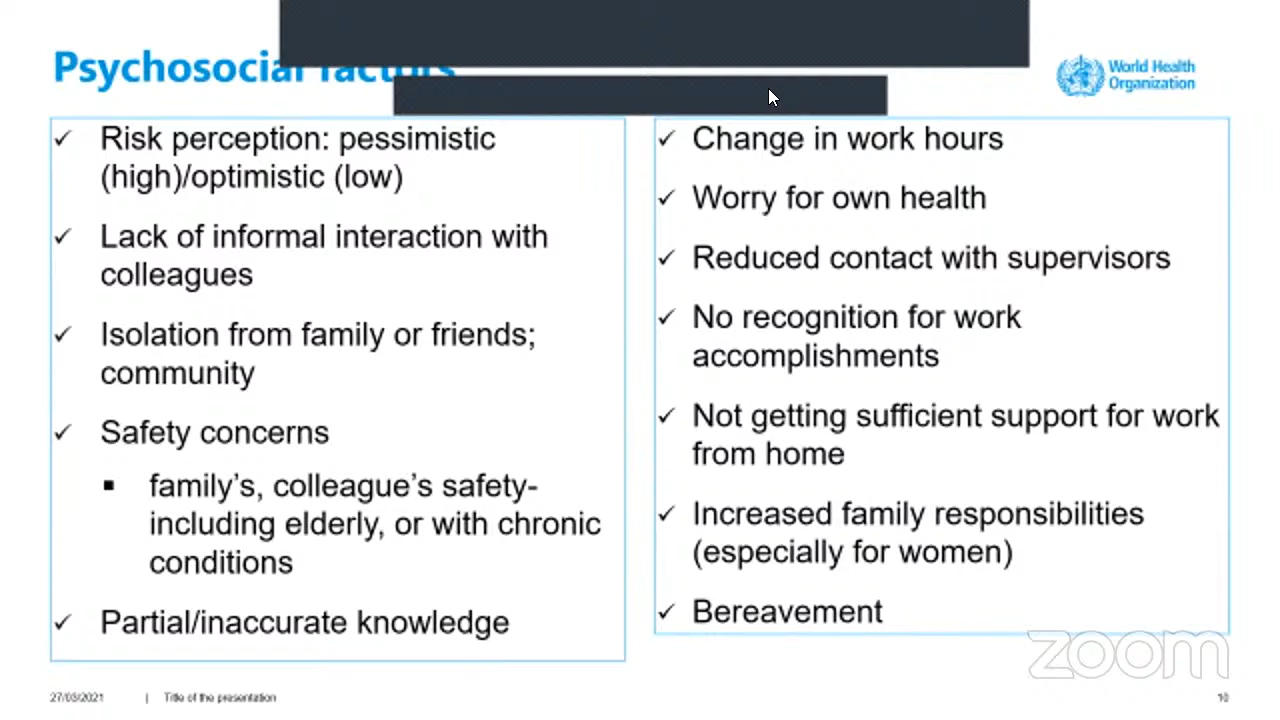 Psychosocial factors
World Health
Organization
✓ Risk perception: pessimistic
(high)/optimistic (low)
✓ Lack of informal interaction with
colleagues
✓ Isolation from family or friends;
community
✓ Safety concerns
▪ family's, colleague's safety-
including elderly, or with chronic
conditions
✓ Partial/inaccurate knowledge
✓ Change in work hours
✓ Worry for own health
✓ Reduced contact with supervisors
✓ No recognition for work
accomplishments
✓ Not getting sufficient support for work
from home
✓ Increased family responsibilities
(especially for women)
✓ Bereavement
zoom
27/03/2021 | Title of the presentation 10